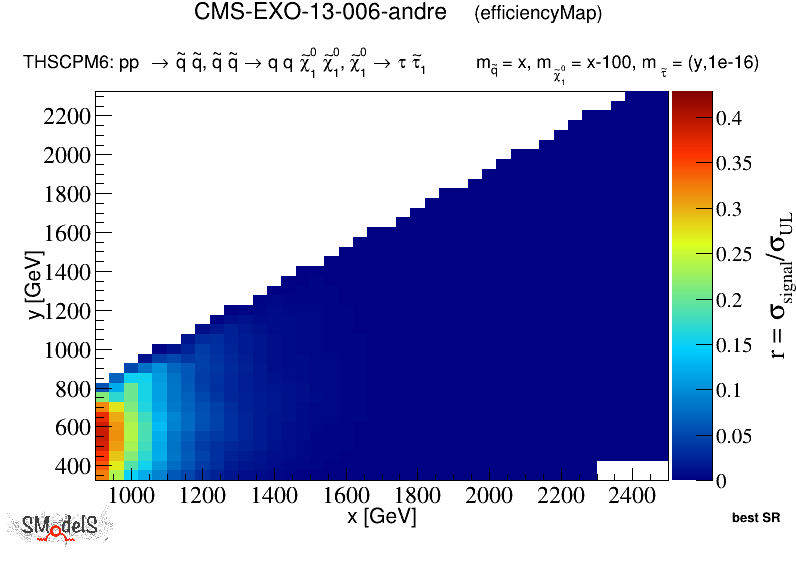 CMS-EXO-13-006-andre (efficiencyMap)
THSCPM6: pp → q̃ q̃, q̃ q̃ → q q χ̃₁⁰ χ̃₁⁰, χ̃₁⁰ → τ τ̃₁ m_q̃ = x, m_χ̃₁⁰ = x-100, m_τ̃ = (y,1e-16)
y [GeV]
2200
2000
1800
1600
1400
1200
1000
800
600
400
1000 1200 1400 1600 1800 2000 2200 2400
x [GeV]
0.4
0.35
0.3
0.25
0.2
0.15
0.1
0.05
0
r = σ_signal/σ_UL
SModelS
best SR